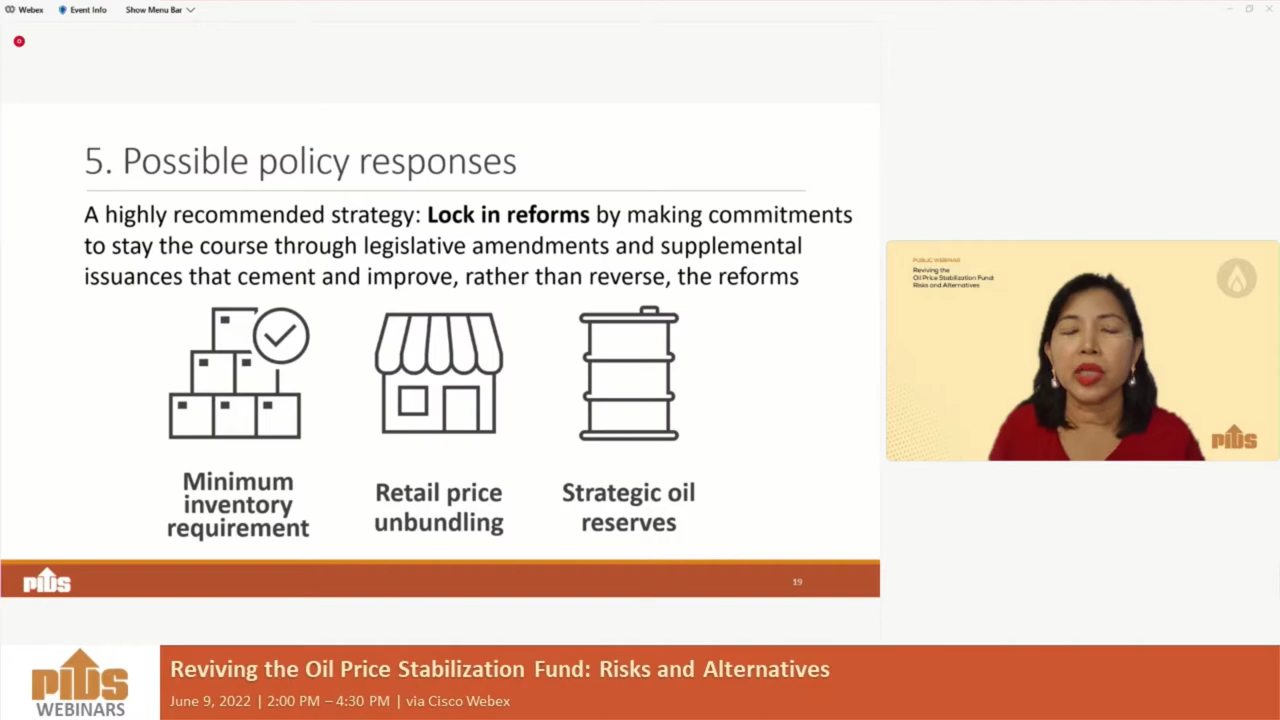 Webex Event Info Show Menu Bar
5. Possible policy responses
A highly recommended strategy: Lock in reforms by making commitments
to stay the course through legislative amendments and supplemental
issuances that cement and improve, rather than reverse, the reforms
Minimum
inventory
requirement
Retail price
unbundling
Strategic oil
reserves
PIDS
19
PUBLIC WEBINAR
Reviving the
Oil Price Stabilization Fund:
Risks and Alternatives
PIDS
PIDS
WEBINARS
Reviving the Oil Price Stabilization Fund: Risks and Alternatives
June 9, 2022 | 2:00 PM – 4:30 PM | via Cisco Webex